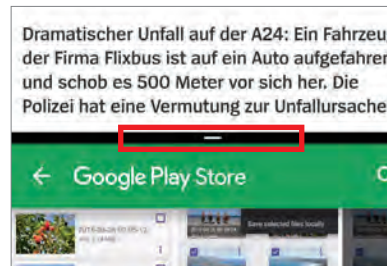 Dramatischer Unfall auf der A24: Ein Fahrzeu
der Firma Flixbus ist auf ein Auto aufgefahren
und schob es 500 Meter vor sich her. Die
Polizei hat eine Vermutung zur Unfallursache
Google Play Store
Save selected files locally